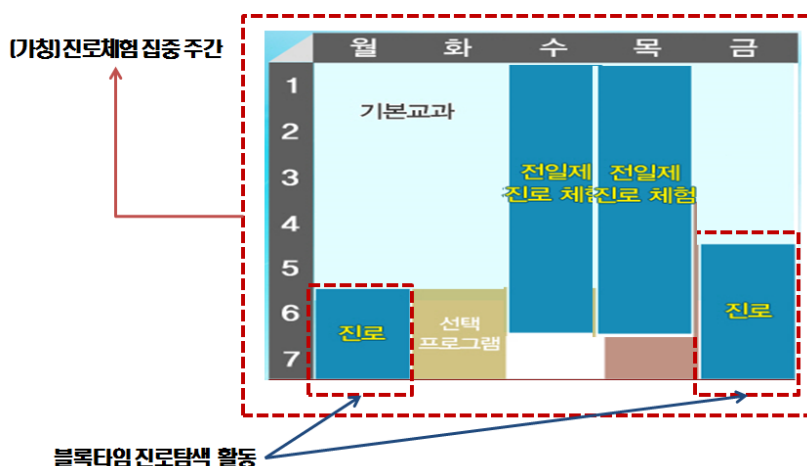 (가칭)진로체험 집중 주간
월 화 수 목 금
1
기본교과
2
3
전일제 전일제
진로 체험 진로 체험
4
5
6
진로
선택
프로그램
진로
7
블록타임 진로탐색 활동